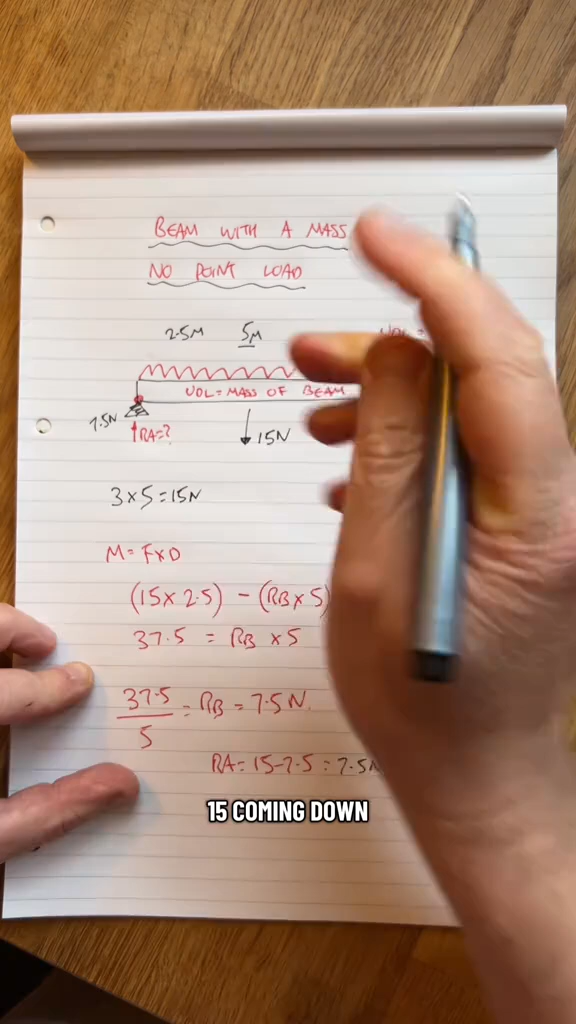 BEAM WITH A MASS
NO POINT LOAD
2.5M 5M
UDL = MASS OF BEAM
7.5N
RA=?
15N
3 × 5 = 15N
M = F×D
(15 × 2.5) - (RB × 5)
37.5 = RB × 5
37.5
5
= RB = 7.5N.
RA = 15-7.5 = 7.5N
15 COMING DOWN